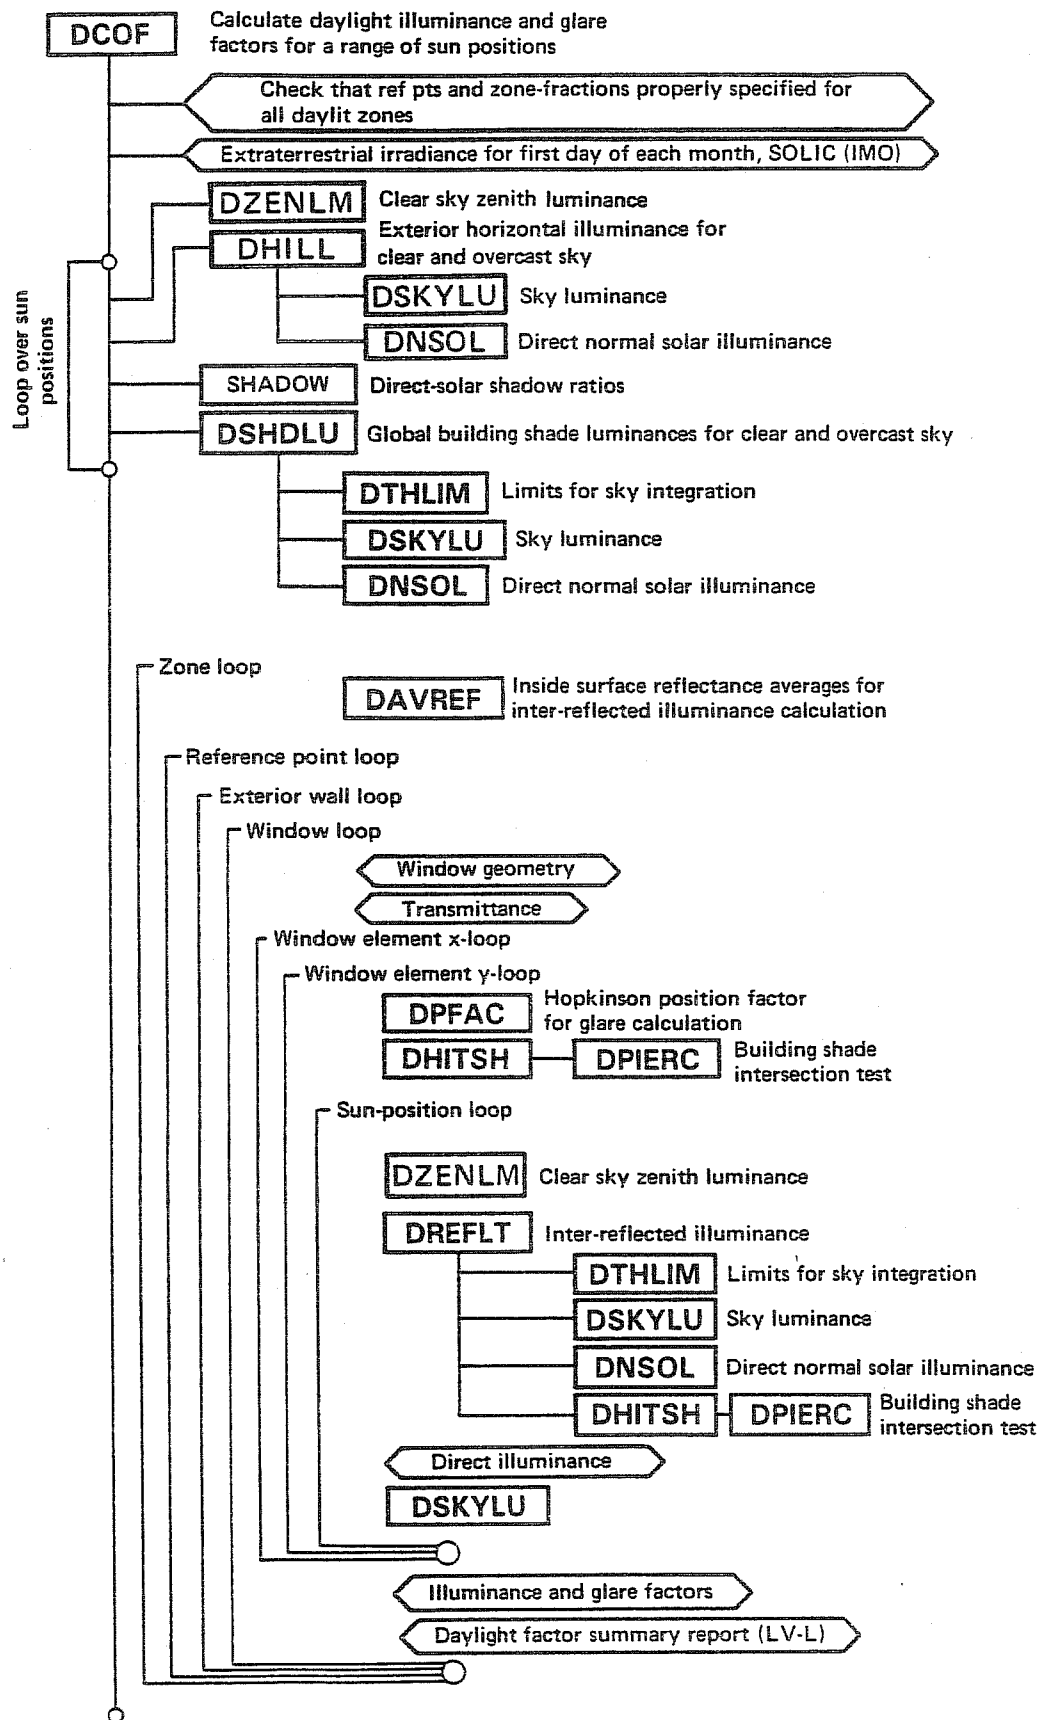 DCOF
Calculate daylight illuminance and glare
factors for a range of sun positions
Check that ref pts and zone-fractions properly specified for
all daylit zones
Extraterrestrial irradiance for first day of each month, SOLIC (IMO)
DZENLM
Clear sky zenith luminance
DHILL
Exterior horizontal illuminance for
clear and overcast sky
DSKYLU
Sky luminance
DNSOL
Direct normal solar illuminance
Loop over sun
positions
SHADOW
Direct-solar shadow ratios
DSHDLU
Global building shade luminances for clear and overcast sky
DTHLIM
Limits for sky integration
DSKYLU
Sky luminance
DNSOL
Direct normal solar illuminance
Zone loop
DAVREF
Inside surface reflectance averages for
inter-reflected illuminance calculation
Reference point loop
Exterior wall loop
Window loop
Window geometry
Transmittance
Window element x-loop
Window element y-loop
DPFAC
Hopkinson position factor
for glare calculation
DHITSH
DPIERC
Building shade
intersection test
Sun-position loop
DZENLM
Clear sky zenith luminance
DREFLT
Inter-reflected illuminance
DTHLIM
Limits for sky integration
DSKYLU
Sky luminance
DNSOL
Direct normal solar illuminance
DHITSH
DPIERC
Building shade
intersection test
Direct illuminance
DSKYLU
Illuminance and glare factors
Daylight factor summary report (LV-L)